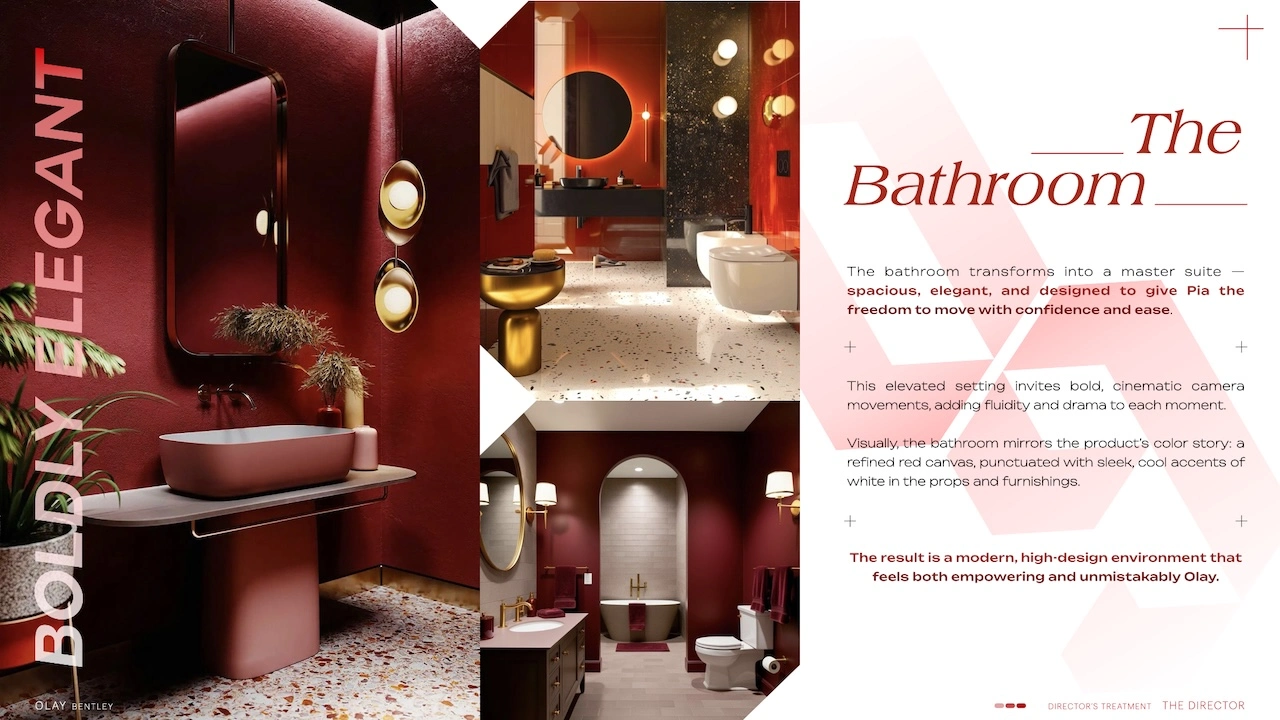 BOLDLY ELEGANT
The
Bathroom
The bathroom transforms into a master suite —
spacious, elegant, and designed to give Pia the
freedom to move with confidence and ease.
This elevated setting invites bold, cinematic camera
movements, adding fluidity and drama to each moment.
Visually, the bathroom mirrors the product's color story: a
refined red canvas, punctuated with sleek, cool accents of
white in the props and furnishings.
The result is a modern, high-design environment that
feels both empowering and unmistakably Olay.
OLAY BENTLEY
DIRECTOR'S TREATMENT THE DIRECTOR